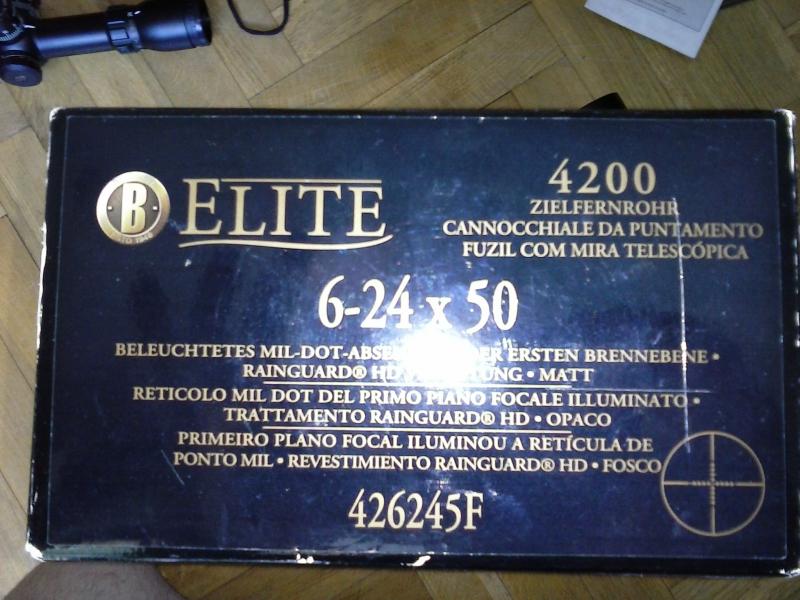 B
ELITE
4200
ZIELFERNROHR
CANNOCCHIALE DA PUNTAMENTO
FUZIL COM MIRA TELESCÓPICA
6-24 x 50
BELEUCHTETES MIL-DOT- ERSTEN BRENNEBENE •
RAINGUARD® HD • MATT
RETICOLO MIL DOT DEL PRIMO PIANO FOCALE ILLUMINATO •
TRATTAMENTO RAINGUARD® HD • OPACO
PRIMEIRO PLANO FOCAL ILUMINOU A RETÍCULA DE
PONTO MIL • REVESTIMIENTO RAINGUARD® HD • FOSCO
426245F